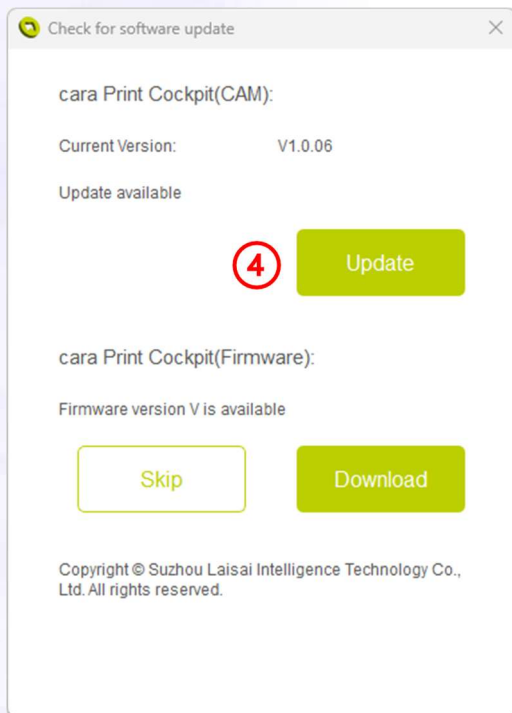 Check for software update
cara Print Cockpit(CAM):
Current Version: V1.0.06
Update available
4 Update
cara Print Cockpit(Firmware):
Firmware version V is available
Skip Download
Copyright © Suzhou Laisai Intelligence Technology Co.,
Ltd. All rights reserved.